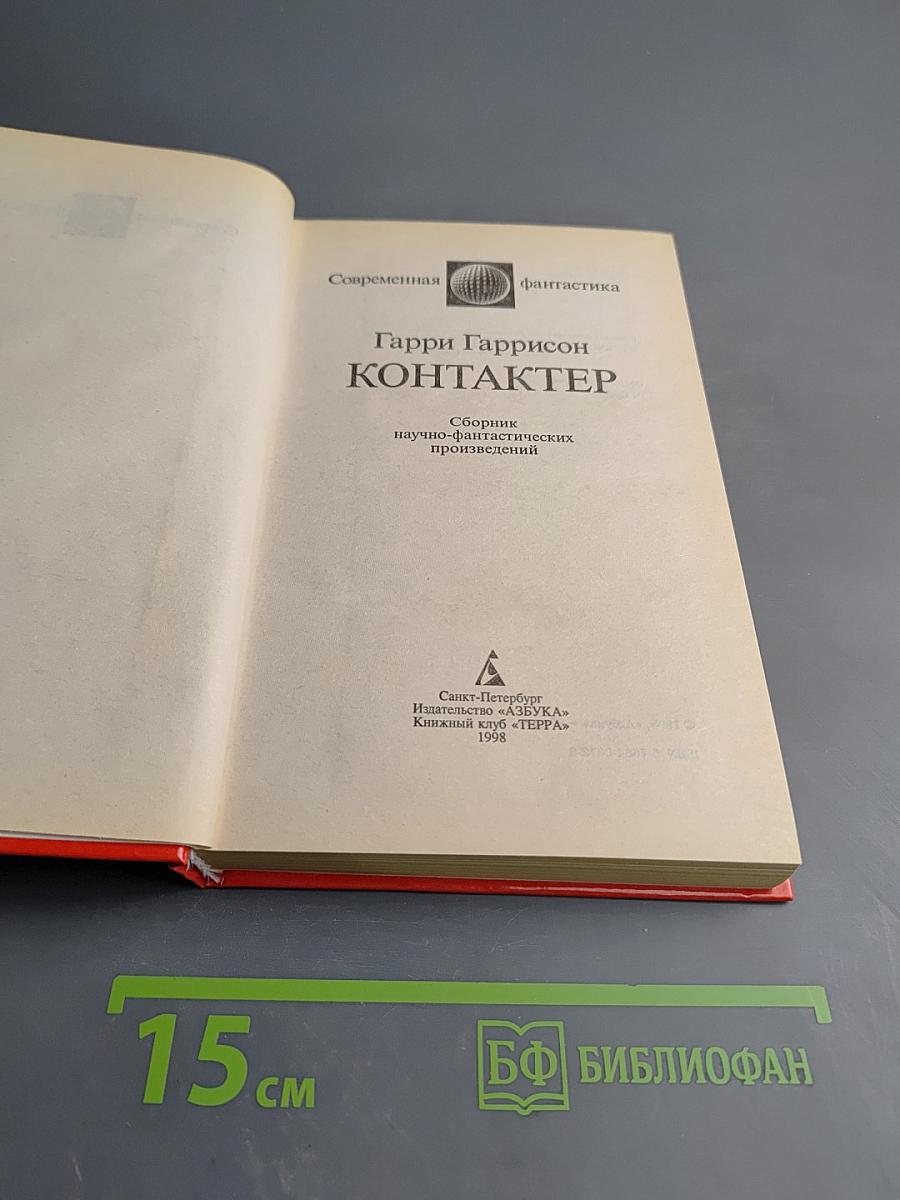 Современная фантастика
Гарри Гаррисон
КОНТАКТЕР
Сборник
научно-фантастических
произведений
Санкт-Петербург
Издательство «АЗБУКА»
Книжный клуб «ТЕРРА»
1998
15 см
БФ БИБЛИОФАН